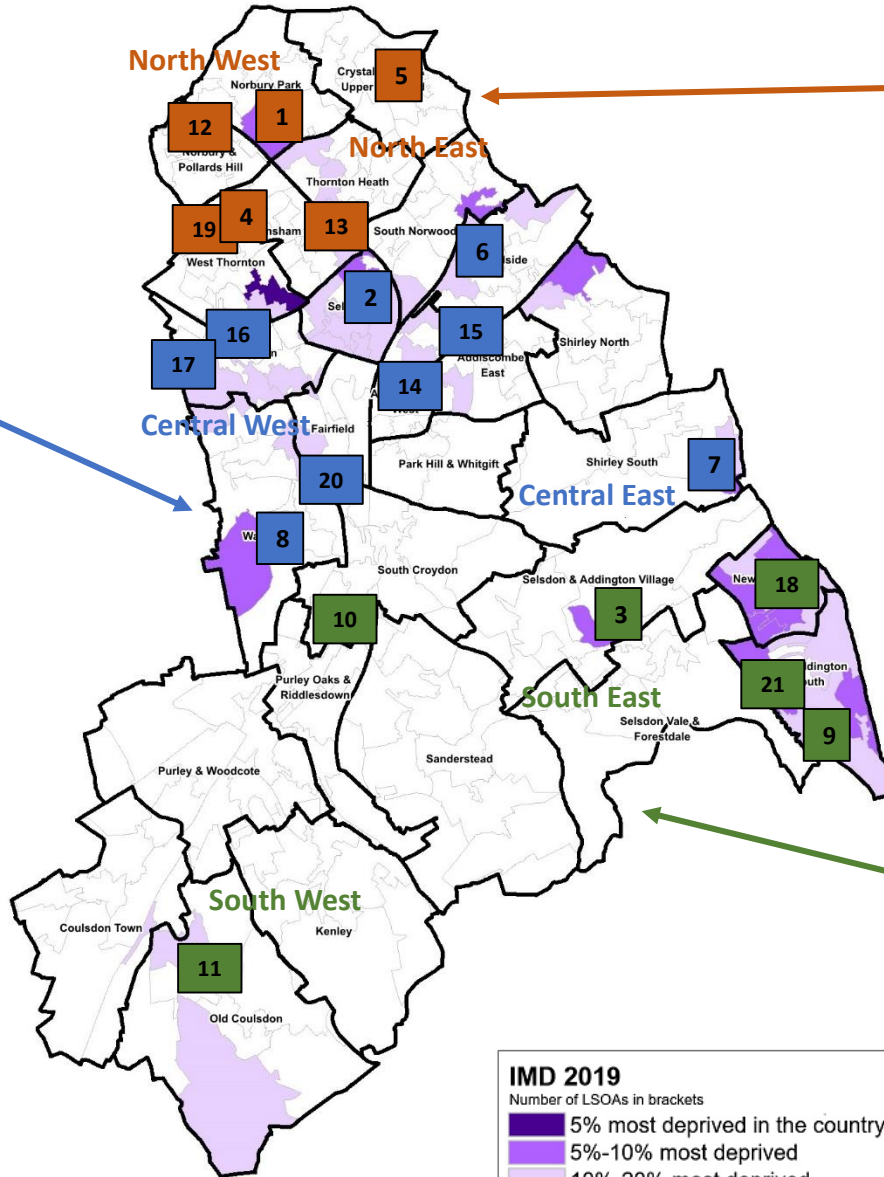 North West
Norbury Park
Crystal
Upper
5
1
12
Norbury &
Pollards Hill
North East
Thornton Heath
4
19
13
South Norwood
West Thornton
6
2
16
15
17
Shirley North
Addiscombe
East
14
West
Central West
Fairfield
Park Hill & Whitgift
Shirley South
7
20
Central East
8
South Croydon
Selsdon & Addington Village
New
18
10
3
Purley Oaks &
Riddlesdown
South East
21
Selsdon Vale &
Forestdale
9
Sanderstead
Purley & Woodcote
South West
Coulsdon Town
Kenley
11
Old Coulsdon
IMD 2019
Number of LSOAs in brackets
5% most deprived in the country
5%-10% most deprived